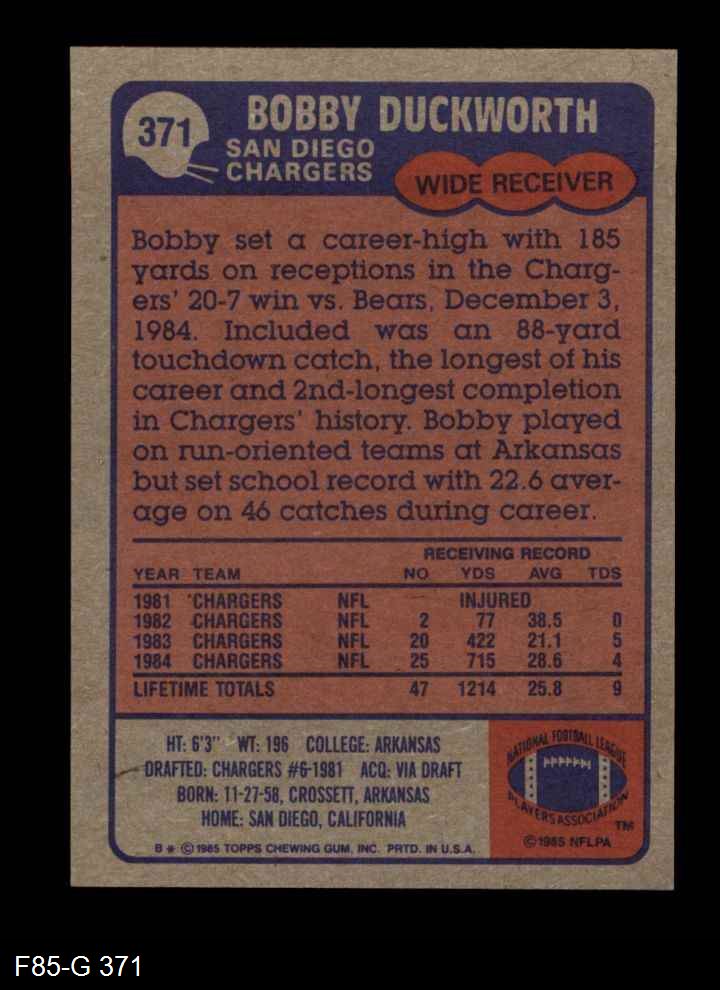 371
BOBBY DUCKWORTH
SAN DIEGO
CHARGERS
WIDE RECEIVER
Bobby set a career-high with 185
yards on receptions in the Charg-
ers' 20-7 win vs. Bears, December 3,
1984. Included was an 88-yard
touchdown catch, the longest of his
career and 2nd-longest completion
in Chargers' history. Bobby played
on run-oriented teams at Arkansas
but set school record with 22.6 aver-
age on 46 catches during career.
RECEIVING RECORD
YEAR TEAM NO YDS AVG TDS
1981 CHARGERS NFL INJURED
1982 CHARGERS NFL 2 77 38.5 0
1983 CHARGERS NFL 20 422 21.1 5
1984 CHARGERS NFL 25 715 28.6 4
LIFETIME TOTALS 47 1214 25.8 9
HT: 6'3" WT: 196 COLLEGE: ARKANSAS
DRAFTED: CHARGERS #6-1981 ACQ: VIA DRAFT
BORN: 11-27-58, CROSSETT, ARKANSAS
HOME: SAN DIEGO, CALIFORNIA
B * © 1985 TOPPS CHEWING GUM, INC. PRTD. IN U.S.A.
NATIONAL FOOTBALL LEAGUE
PLAYERS ASSOCIATION
TM
© 1985 NFLPA
F85-G 371